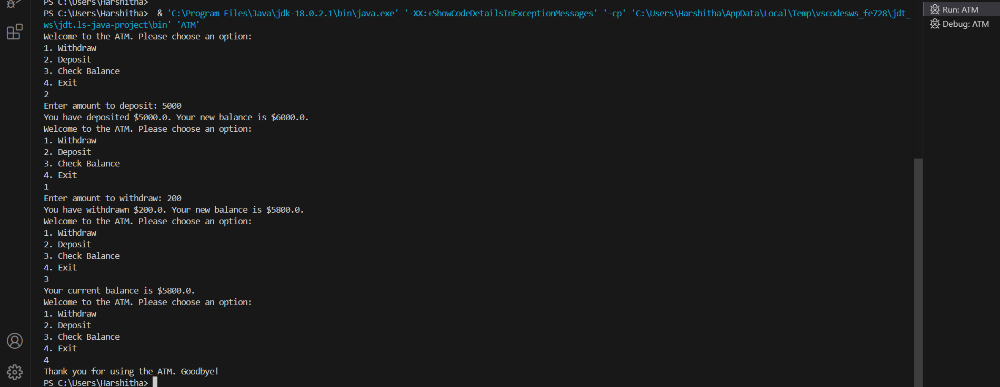 PS C:\Users\Harshitha>
PS C:\Users\Harshitha>  & 'C:\Program Files\Java\jdk-18.0.2.1\bin\java.exe' '-XX:+ShowCodeDetailsInExceptionMessages' '-cp' 'C:\Users\Harshitha\AppData\Local\Temp\vscodesws_fe728\jdt_
ws\jdt.ls-java-project\bin' 'ATM'
Welcome to the ATM. Please choose an option:
1. Withdraw
2. Deposit
3. Check Balance
4. Exit
2
Enter amount to deposit: 5000
You have deposited $5000.0. Your new balance is $6000.0.
Welcome to the ATM. Please choose an option:
1. Withdraw
2. Deposit
3. Check Balance
4. Exit
1
Enter amount to withdraw: 200
You have withdrawn $200.0. Your new balance is $5800.0.
Welcome to the ATM. Please choose an option:
1. Withdraw
2. Deposit
3. Check Balance
4. Exit
3
Your current balance is $5800.0.
Welcome to the ATM. Please choose an option:
1. Withdraw
2. Deposit
3. Check Balance
4. Exit
4
Thank you for using the ATM. Goodbye!
PS C:\Users\Harshitha>
Run: ATM
Debug: ATM